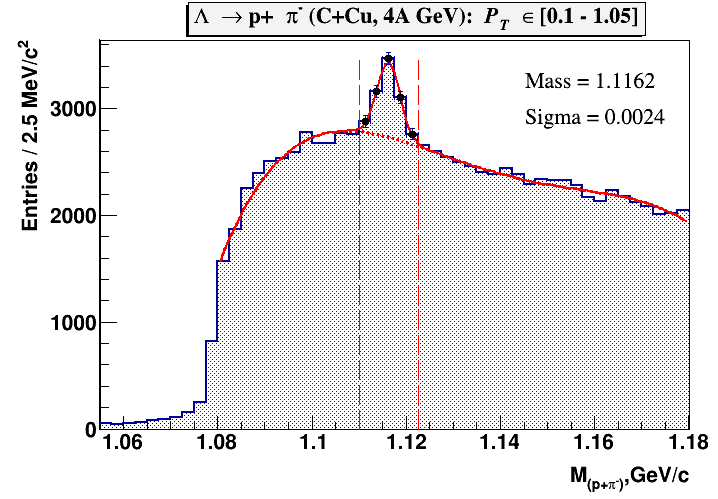 Λ → p+ π⁻ (C+Cu, 4A GeV): P_T ∈ [0.1 - 1.05]
Entries / 2.5 MeV/c²
Mass = 1.1162
Sigma = 0.0024
3000
2000
1000
0
1.06 1.08 1.1 1.12 1.14 1.16 1.18
M_(p+π⁻),GeV/c